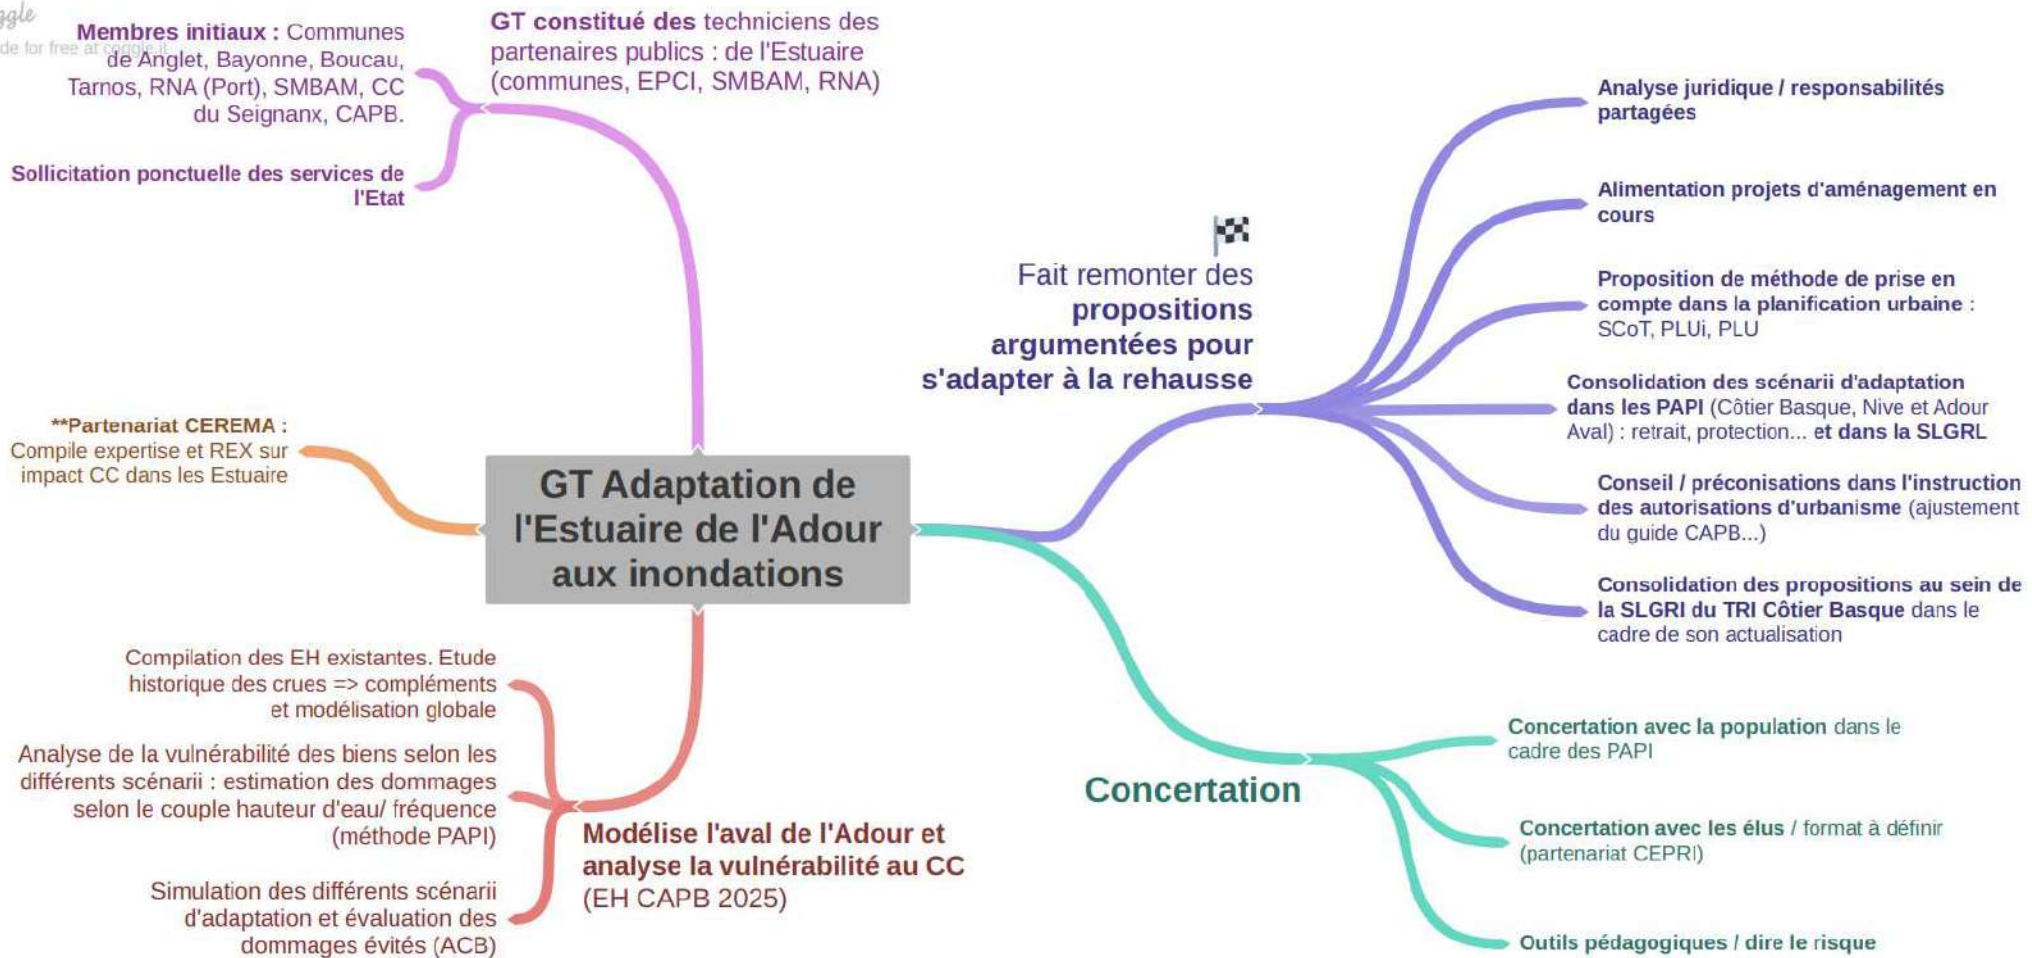 Membres initiaux : Communes
de Anglet, Bayonne, Boucau,
Tarnos, RNA (Port), SMBAM, CC
du Seignanx, CAPB.
Sollicitation ponctuelle des services de
l'Etat
GT constitué des techniciens des
partenaires publics : de l'Estuaire
(communes, EPCI, SMBAM, RNA)
**Partenariat CEREMA :
Compile expertise et REX sur
impact CC dans les Estuaire
GT Adaptation de
l'Estuaire de l'Adour
aux inondations
Compilation des EH existantes. Etude
historique des crues => compléments
et modélisation globale
Analyse de la vulnérabilité des biens selon les
différents scénarii : estimation des dommages
selon le couple hauteur d'eau/ fréquence
(méthode PAPI)
Simulation des différents scénarii
d'adaptation et évaluation des
dommages évités (ACB)
Modélise l'aval de l'Adour et
analyse la vulnérabilité au CC
(EH CAPB 2025)
Fait remonter des
propositions
argumentées pour
s'adapter à la rehausse
Analyse juridique / responsabilités
partagées
Alimentation projets d'aménagement en
cours
Proposition de méthode de prise en
compte dans la planification urbaine :
SCoT, PLUi, PLU
Consolidation des scénarii d'adaptation
dans les PAPI (Côtier Basque, Nive et Adour
Aval) : retrait, protection... et dans la SLGRL
Conseil / préconisations dans l'instruction
des autorisations d'urbanisme (ajustement
du guide CAPB...)
Consolidation des propositions au sein de
la SLGRI du TRI Côtier Basque dans le
cadre de son actualisation
Concertation
Concertation avec la population dans le
cadre des PAPI
Concertation avec les élus / format à définir
(partenariat CEPRI)
Outils pédagogiques / dire le risque